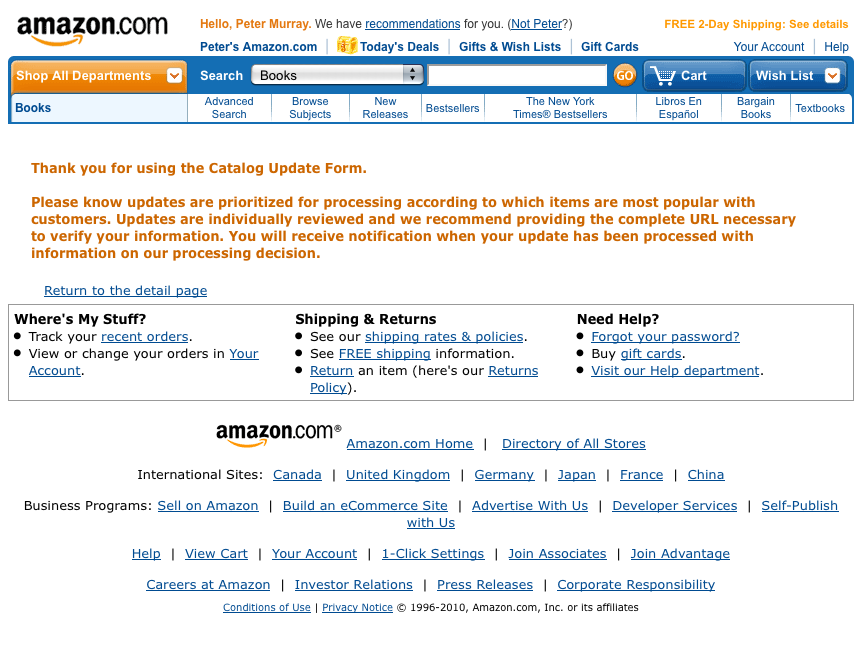 amazon.com
Hello, Peter Murray. We have recommendations for you. (Not Peter?)
FREE 2-Day Shipping: See details
Peter's Amazon.com | Today's Deals | Gifts & Wish Lists | Gift Cards
Your Account | Help
Shop All Departments
Search Books GO Cart Wish List
Books
Advanced Search
Browse Subjects
New Releases
Bestsellers
The New York Times® Bestsellers
Libros En Español
Bargain Books
Textbooks
Thank you for using the Catalog Update Form.
Please know updates are prioritized for processing according to which items are most popular with
customers. Updates are individually reviewed and we recommend providing the complete URL necessary
to verify your information. You will receive notification when your update has been processed with
information on our processing decision.
Return to the detail page
Where's My Stuff?
• Track your recent orders.
• View or change your orders in Your
Account.
Shipping & Returns
• See our shipping rates & policies.
• See FREE shipping information.
• Return an item (here's our Returns
Policy).
Need Help?
• Forgot your password?
• Buy gift cards.
• Visit our Help department.
amazon.com® Amazon.com Home | Directory of All Stores
International Sites: Canada | United Kingdom | Germany | Japan | France | China
Business Programs: Sell on Amazon | Build an eCommerce Site | Advertise With Us | Developer Services | Self-Publish
with Us
Help | View Cart | Your Account | 1-Click Settings | Join Associates | Join Advantage
Careers at Amazon | Investor Relations | Press Releases | Corporate Responsibility
Conditions of Use | Privacy Notice © 1996-2010, Amazon.com, Inc. or its affiliates